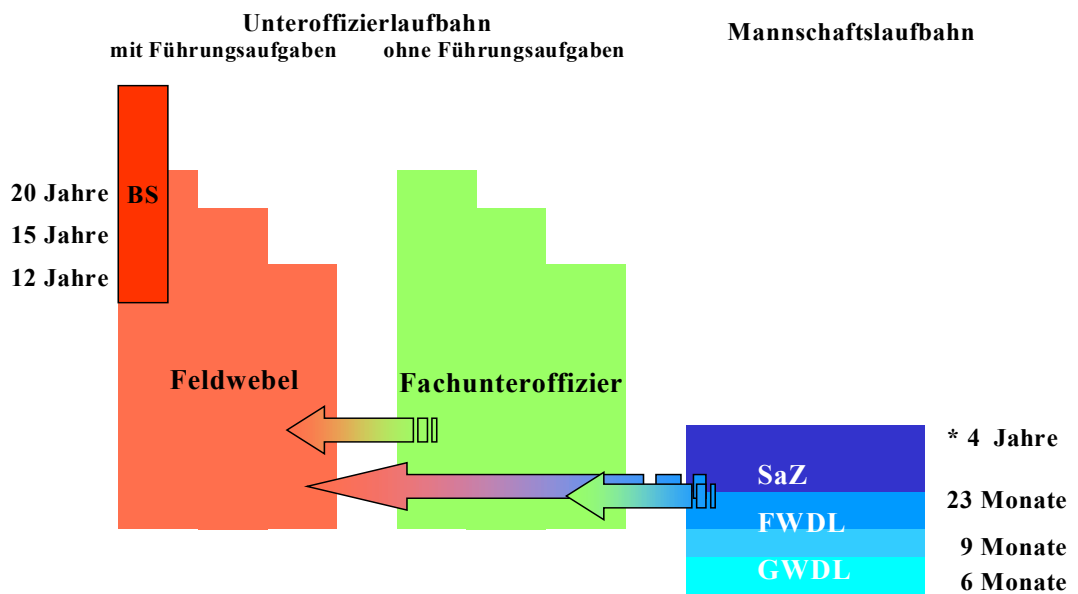 Unteroffizierlaufbahn
mit Führungsaufgaben
ohne Führungsaufgaben
Mannschaftslaufbahn
20 Jahre
15 Jahre
12 Jahre
BS
Feldwebel
Fachunteroffizier
SaZ
FWDL
GWDL
* 4 Jahre
23 Monate
9 Monate
6 Monate